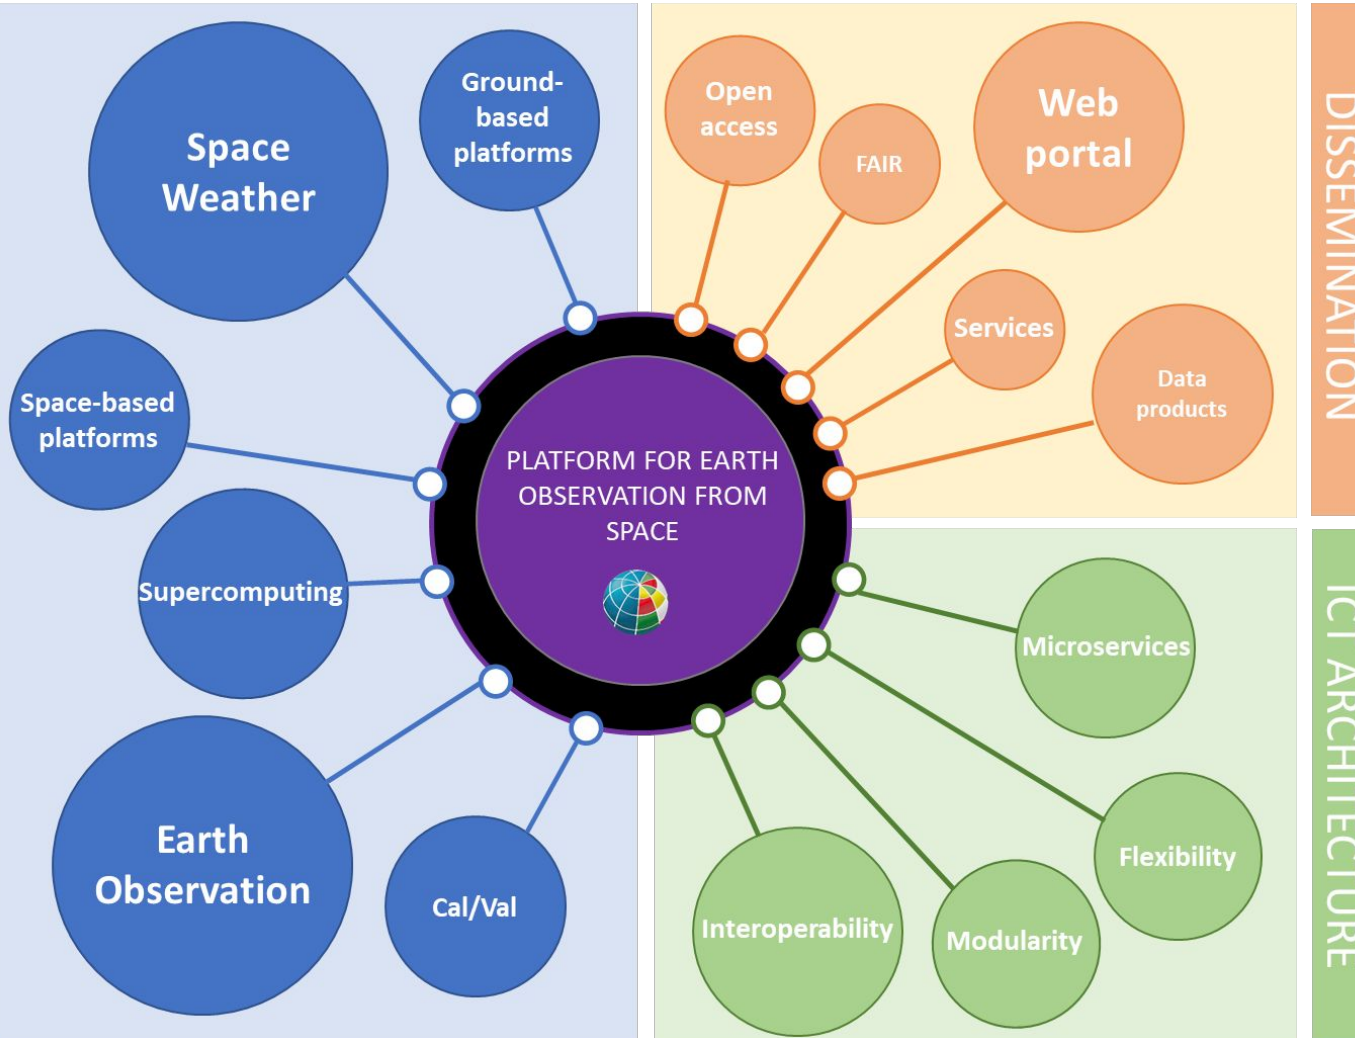 Space
Weather
Ground-
based
platforms
Space-based
platforms
Supercomputing
Earth
Observation
Cal/Val
PLATFORM FOR EARTH
OBSERVATION FROM
SPACE
Open
access
FAIR
Web
portal
Services
Data
products
DISSEMINATION
Microservices
Flexibility
Modularity
Interoperability
ICT ARCHITECTURE